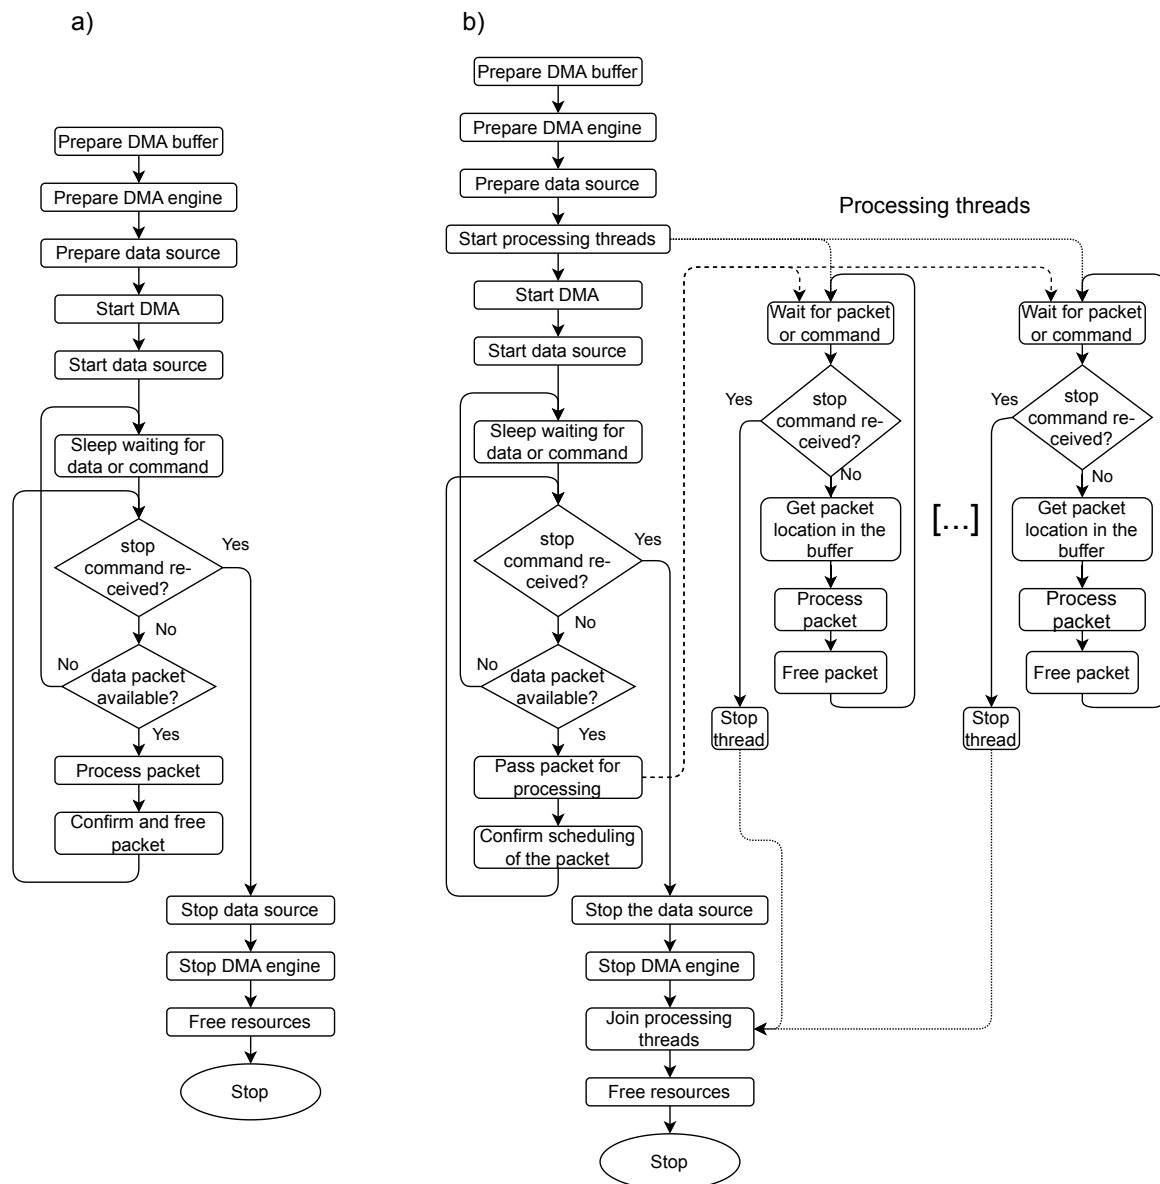 a)
Prepare DMA buffer
Prepare DMA engine
Prepare data source
Start DMA
Start data source
Sleep waiting for
data or command
stop
command re-
ceived?
Yes
No
No
data packet
available?
Yes
Process packet
Confirm and free
packet
Stop data source
Stop DMA engine
Free resources
Stop
b)
Prepare DMA buffer
Prepare DMA engine
Prepare data source
Start processing threads
Start DMA
Start data source
Sleep waiting for
data or command
stop
command re-
ceived?
Yes
No
No
data packet
available?
Yes
Pass packet for
processing
Confirm scheduling
of the packet
Stop the data source
Stop DMA engine
Join processing
threads
Free resources
Stop
Processing threads
Wait for packet
or command
Yes
stop
command re-
ceived?
No
Get packet
location in the
buffer
Process
packet
Free packet
Stop
thread
[...]
Wait for packet
or command
Yes
stop
command re-
ceived?
No
Get packet
location in the
buffer
Process
packet
Free packet
Stop
thread